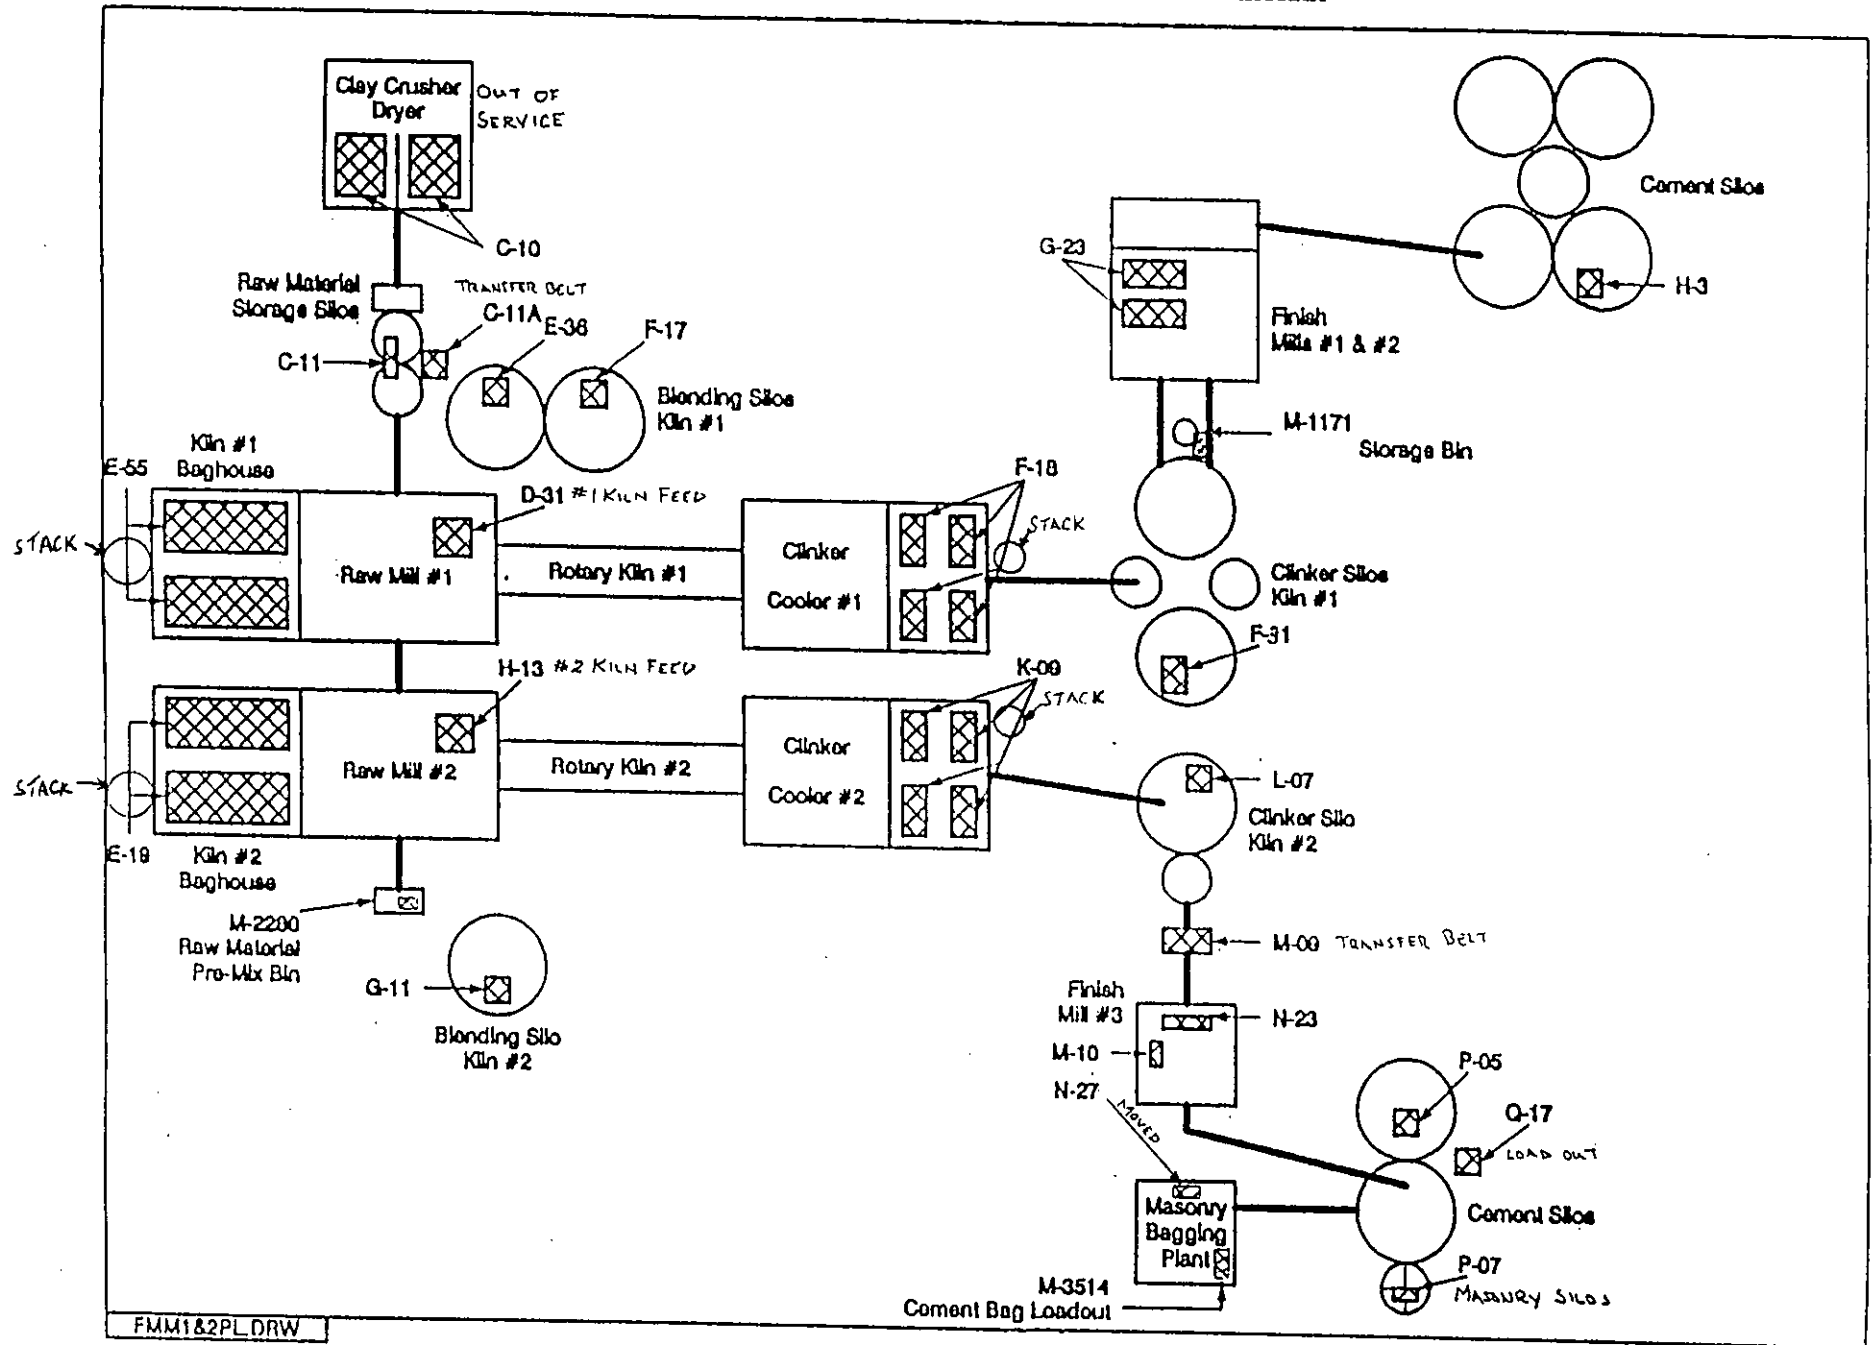 Clay Crusher
Dryer
OUT OF
SERVICE
C-10
Raw Material
Storage Silos
TRANSFER BELT
C-11A
C-11
E-36
F-17
Blending Silos
Kiln #1
G-23
Finish
Mills #1 & #2
Cement Silos
H-3
M-1171
Storage Bin
Kiln #1
Baghouse
E-55
STACK
D-31 #1 KILN FEED
Raw Mill #1
Rotary Kiln #1
Clinker
Cooler #1
F-18
STACK
Clinker Silos
Kiln #1
F-31
H-13 #2 KILN FEED
STACK
Raw Mill #2
Rotary Kiln #2
Clinker
Cooler #2
K-09
STACK
L-07
Clinker Silo
Kiln #2
E-19
Kiln #2
Baghouse
M-2200
Raw Material
Pre-Mix Bin
G-11
Blending Silo
Kiln #2
M-09 TRANSFER BELT
Finish
Mill #3
N-23
M-10
N-27
MOVED
P-05
Q-17
LOAD OUT
Masonry
Bagging
Plant
Cement Silos
P-07
MASONRY SILOS
M-3514
Cement Bag Loadout
FMM1&2PL.DRW